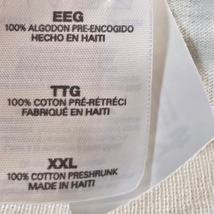 EEG
100% ALGODON PRE-ENCOGIDO
HECHO EN HAITI
TTG
100% COTTON PRÉ-RÉTRÉCI
FABRIQUÉ EN HAITI
XXL
100% COTTON PRESHRUNK
MADE IN HAITI